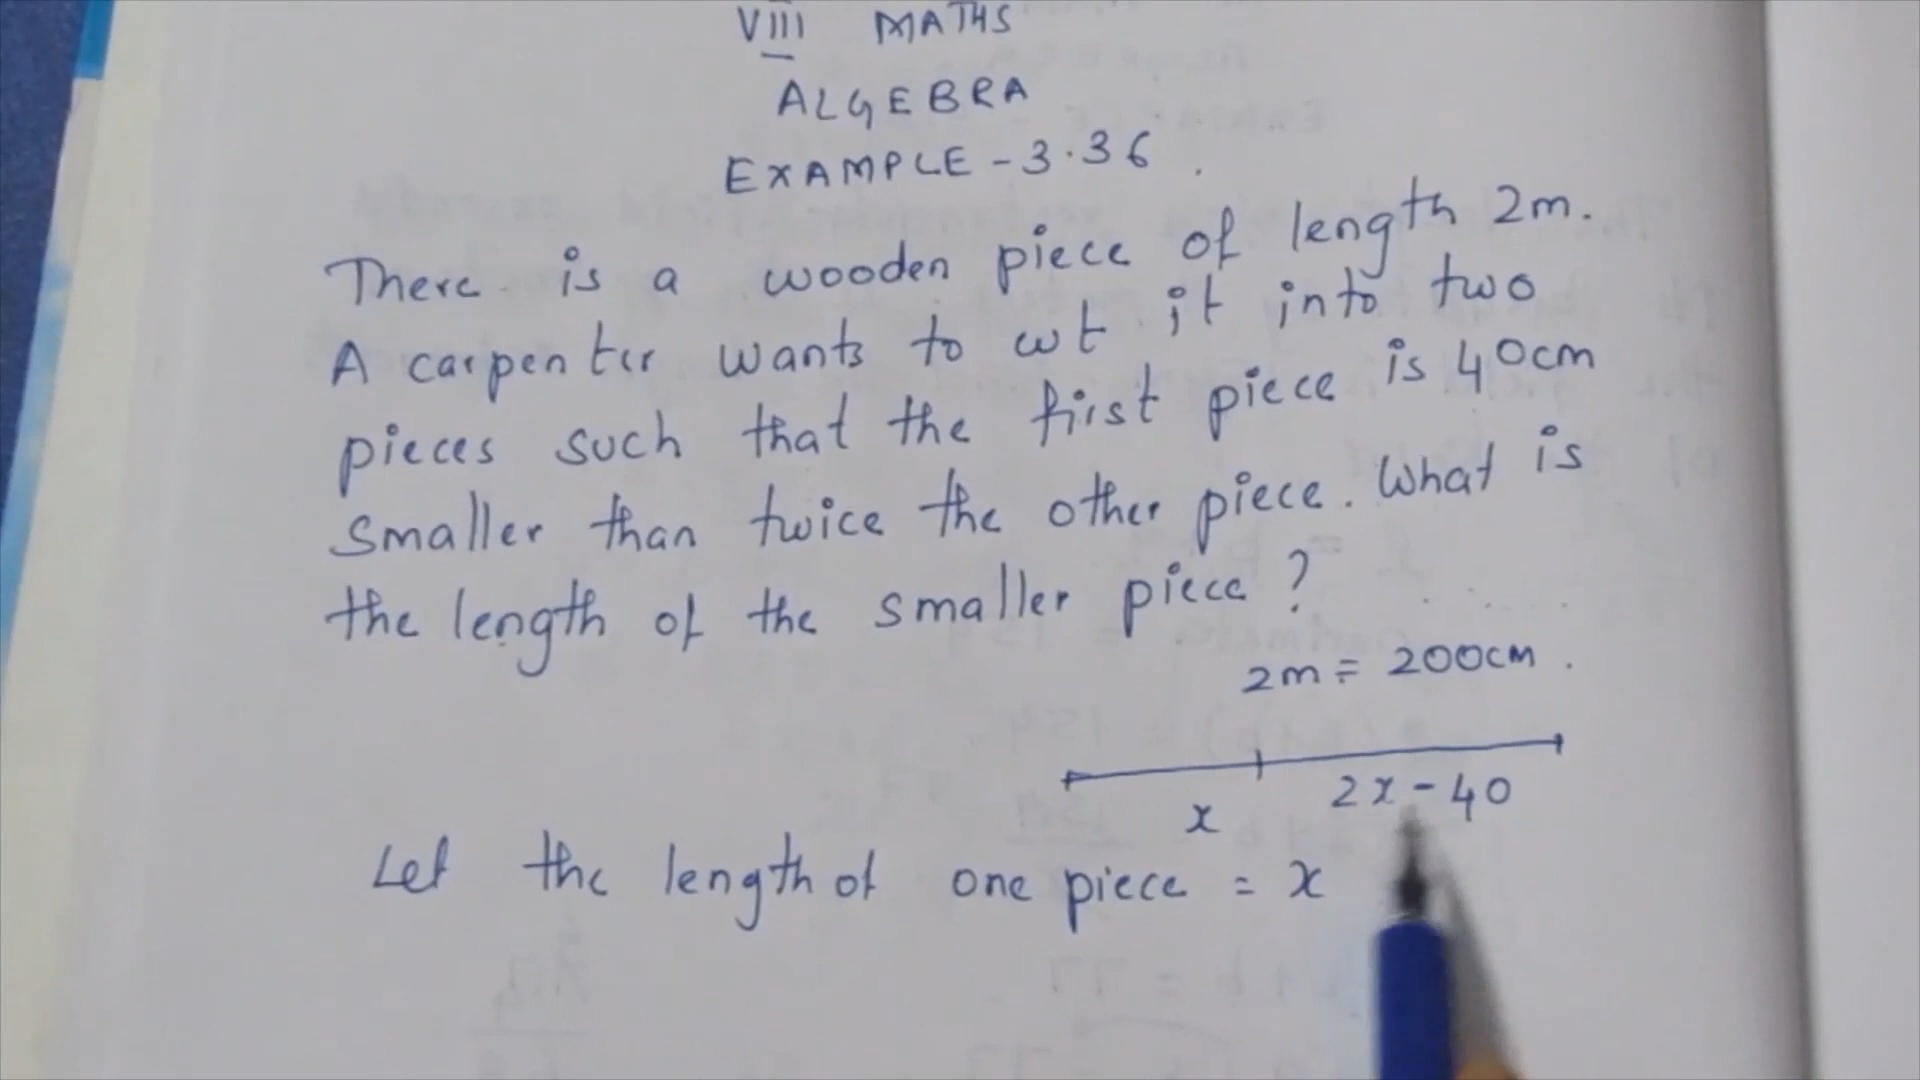 VIII MATHS
ALGEBRA
EXAMPLE - 3.36.
There is a wooden piece of length 2m.
A carpenter wants to cut it into two
pieces such that the first piece is 40cm
smaller than twice the other piece. What is
the length of the smaller piece?
2m = 200cm.
x 2x - 40
Let the length of one piece = x